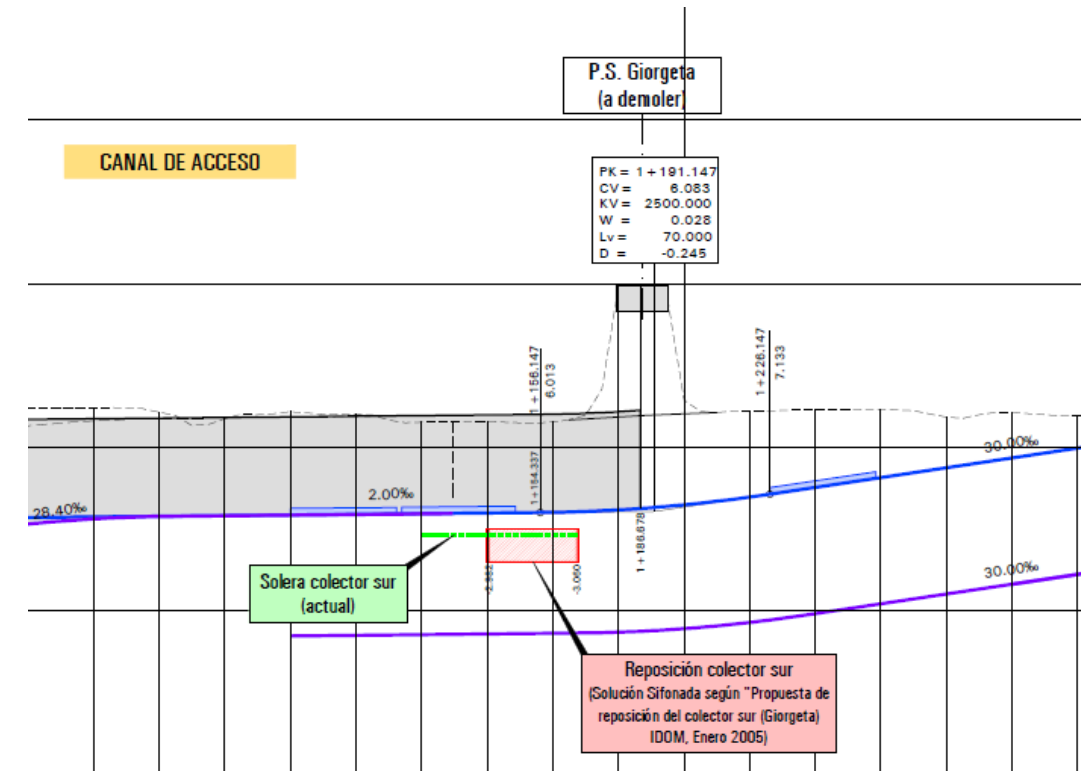 P.S. Giorgeta
(a demoler)
CANAL DE ACCESO
PK = 1+191.147
CV = 6.083
KV = 2500.000
W = 0.028
Lv = 70.000
D = -0.245
1+156.147
6.013
1+226.147
7.133
28.40‰
2.00‰
1+154.337
30.00‰
1+186.678
Solera colector sur
(actual)
-3.060
30.00‰
Reposición colector sur
(Solución Sifonada según "Propuesta de
reposición del colector sur (Giorgeta)
IDOM, Enero 2005)